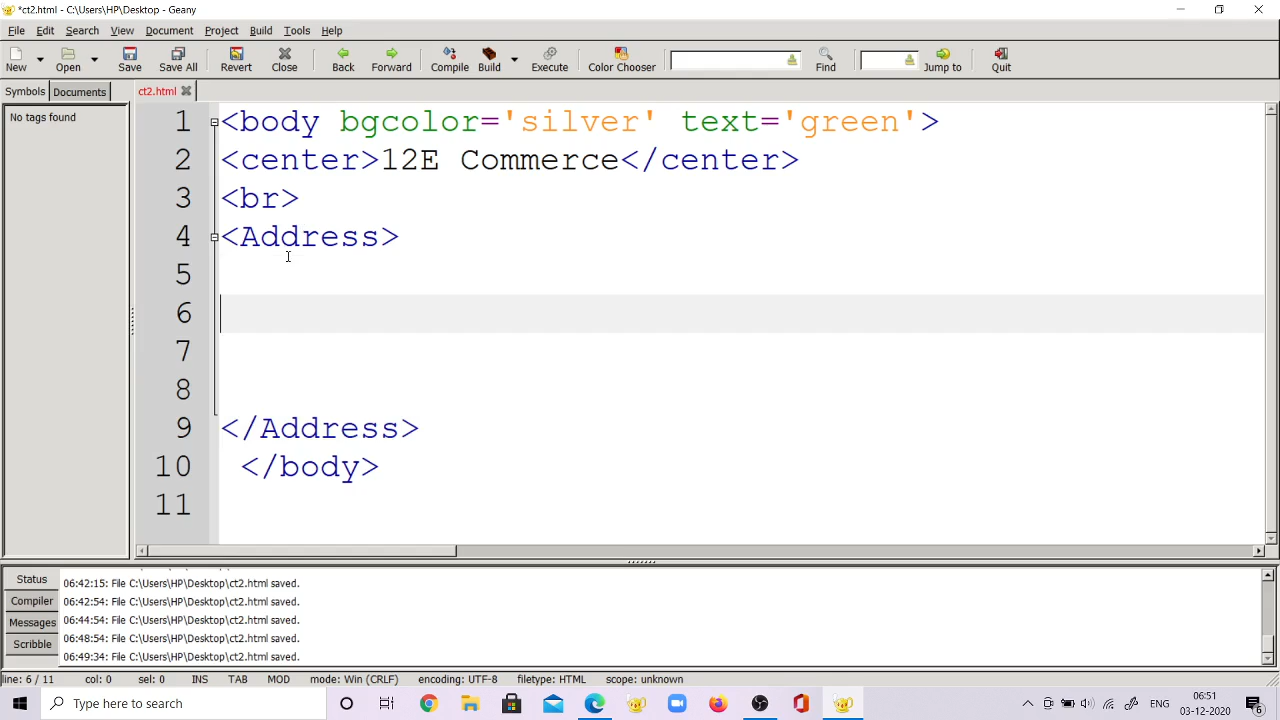 *ct2.html - C:\Users\HP\Desktop - Geany
File Edit Search View Document Project Build Tools Help
New Open Save Save All Revert Close Back Forward Compile Build Execute Color Chooser Find Jump to Quit
Symbols Documents ct2.html
No tags found
1 <body bgcolor='silver' text='green'>
2 <center>12E Commerce</center>
3 <br>
4 <Address>
5
6
7
8
9 </Address>
10 </body>
11
Status
Compiler
Messages
Scribble
06:42:15: File C:\Users\HP\Desktop\ct2.html saved.
06:42:54: File C:\Users\HP\Desktop\ct2.html saved.
06:44:54: File C:\Users\HP\Desktop\ct2.html saved.
06:48:54: File C:\Users\HP\Desktop\ct2.html saved.
06:49:34: File C:\Users\HP\Desktop\ct2.html saved.
line: 6 / 11 col: 0 sel: 0 INS TAB MOD mode: Win (CRLF) encoding: UTF-8 filetype: HTML scope: unknown
Type here to search
ENG
06:51
03-12-2020
6